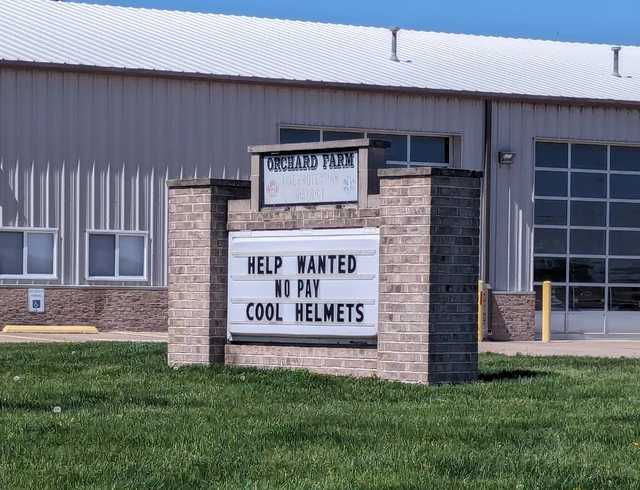 ORCHARD FARM
HELP WANTED
NO PAY
COOL HELMETS